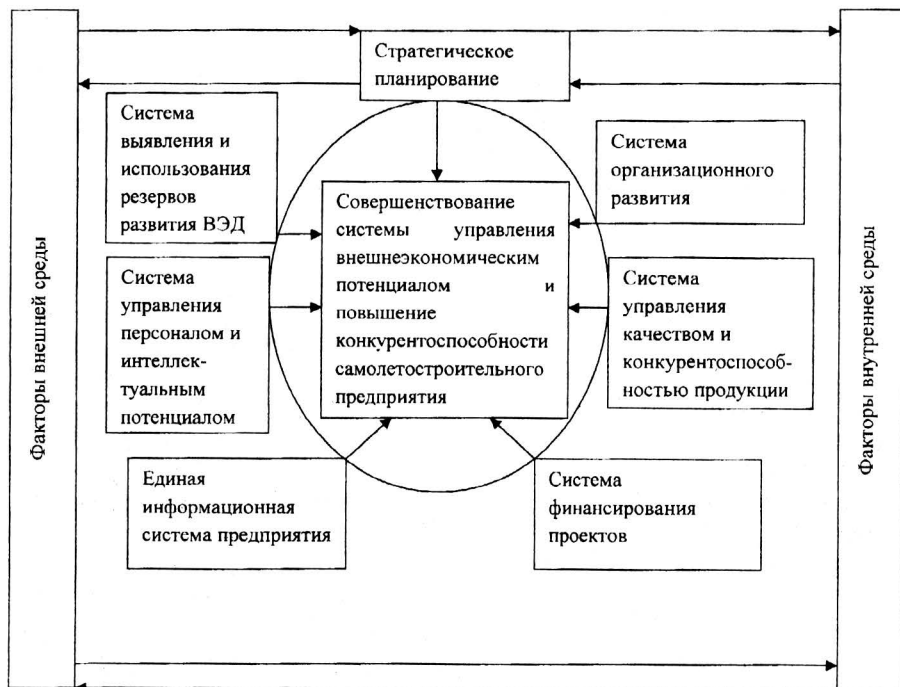 Факторы внешней среды
Стратегическое
планирование
Система
выявления и
использования
резервов
развития ВЭД
Система
организационного
развития
Совершенствование
системы управления
внешнеэкономическим
потенциалом и
повышение
конкурентоспособности
самолетостроительного
предприятия
Система
управления
персоналом и
интеллек-
туальным
потенциалом
Система
управления
качеством и
конкурентоспособ-
ностью продукции
Единая
информационная
система предприятия
Система
финансирования
проектов
Факторы внутренней среды